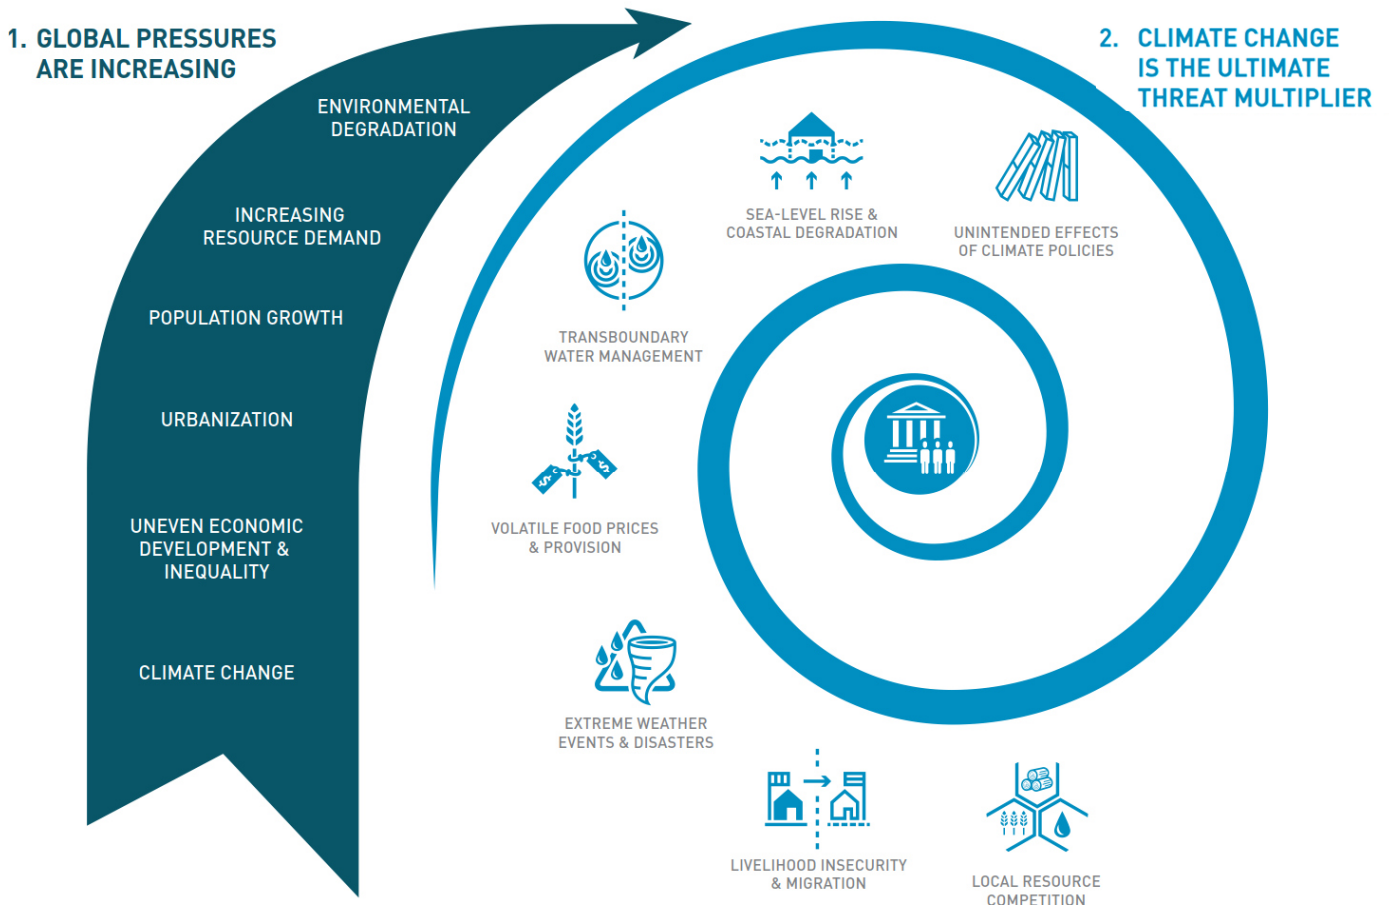 1. GLOBAL PRESSURES
ARE INCREASING
ENVIRONMENTAL
DEGRADATION
INCREASING
RESOURCE DEMAND
POPULATION GROWTH
URBANIZATION
UNEVEN ECONOMIC
DEVELOPMENT &
INEQUALITY
CLIMATE CHANGE
2. CLIMATE CHANGE
IS THE ULTIMATE
THREAT MULTIPLIER
SEA-LEVEL RISE &
COASTAL DEGRADATION
UNINTENDED EFFECTS
OF CLIMATE POLICIES
TRANSBOUNDARY
WATER MANAGEMENT
$ $
VOLATILE FOOD PRICES
& PROVISION
EXTREME WEATHER
EVENTS & DISASTERS
LIVELIHOOD INSECURITY
& MIGRATION
LOCAL RESOURCE
COMPETITION